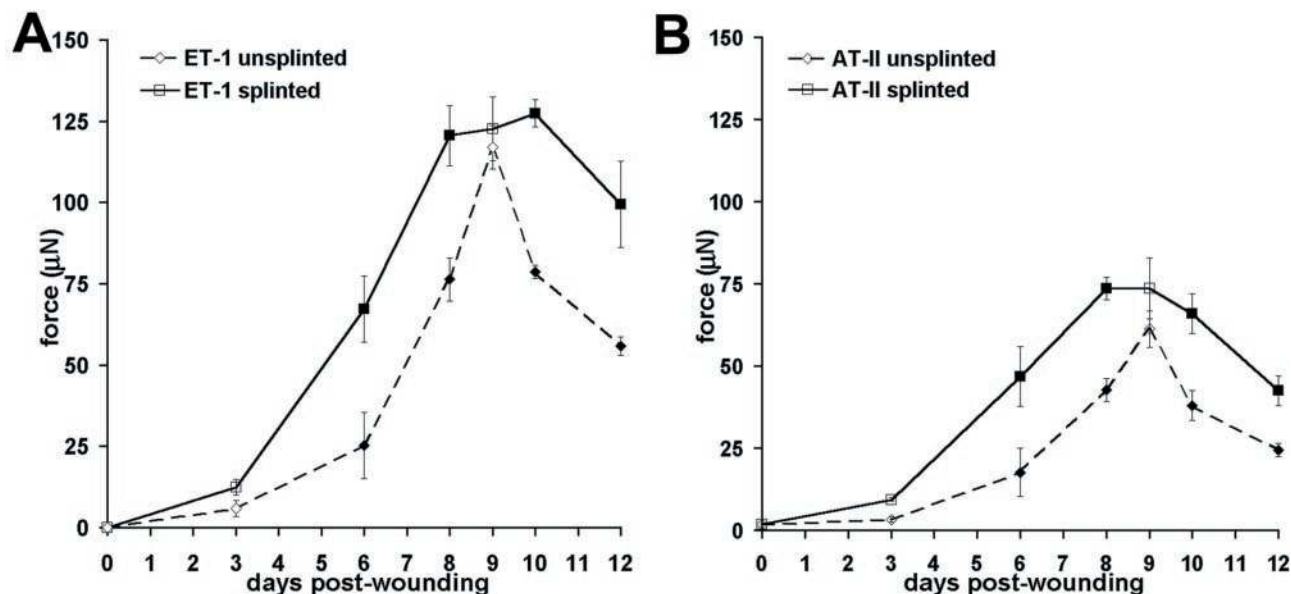 A
150
125
100
75
50
25
0
force (µN)
ET-1 unsplinted
ET-1 splinted
0 1 2 3 4 5 6 7 8 9 10 11 12
days post-wounding
B
150
125
100
75
50
25
0
force (µN)
AT-II unsplinted
AT-II splinted
0 1 2 3 4 5 6 7 8 9 10 11 12
days post-wounding